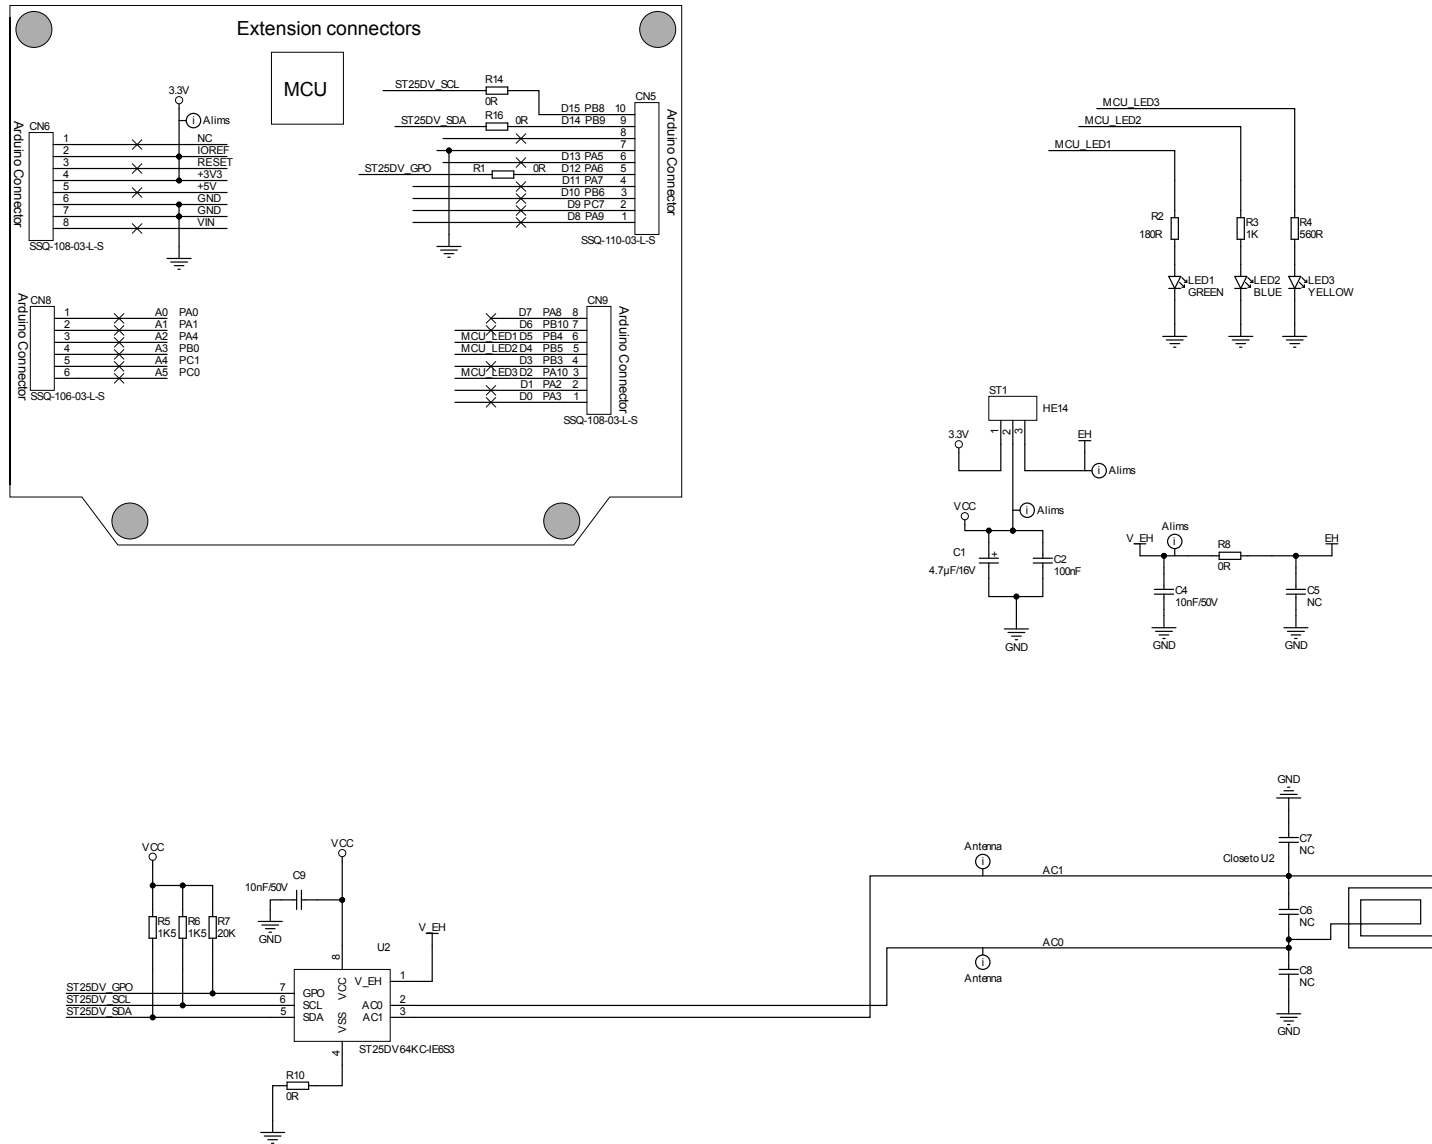 Extension connectors
MCU
3.3V
i Alims
CN6
Arduino Connector
1 NC
2 IOREF
3 RESET
4 +3V3
5 +5V
6 GND
7 GND
8 VIN
SSQ-108-03-L-S
ST25DV_SCL R14 0R
ST25DV_SDA R16 0R
ST25DV_GPO R1 0R
CN5
Arduino Connector
D15 PB8 10
D14 PB9 9
8
7
D13 PA5 6
D12 PA6 5
D11 PA7 4
D10 PB6 3
D9 PC7 2
D8 PA9 1
SSQ-110-03-L-S
CN8
Arduino Connector
1 A0 PA0
2 A1 PA1
3 A2 PA4
4 A3 PB0
5 A4 PC1
6 A5 PC0
SSQ-106-03-L-S
CN9
Arduino Connector
D7 PA8 8
D6 PB10 7
MCU_LED1 D5 PB4 6
MCU_LED2 D4 PB5 5
D3 PB3 4
MCU_LED3 D2 PA10 3
D1 PA2 2
D0 PA3 1
SSQ-108-03-L-S
MCU_LED3
MCU_LED2
MCU_LED1
R2
180R
R3
1K
R4
560R
LED1
GREEN
LED2
BLUE
LED3
YELLOW
ST1
HE14
1 2 3
3.3V
EH
i Alims
VCC
i Alims
C1
4.7µF/16V
+
C2
100nF
GND
V_EH
Alims
i
R8
0R
EH
C4
10nF/50V
C5
NC
GND
GND
VCC
R5
1K5
R6
1K5
R7
20K
VCC
C9
10nF/50V
GND
V_EH
U2
8
VCC
V_EH 1
ST25DV_GPO 7 GPO
ST25DV_SCL 6 SCL
ST25DV_SDA 5 SDA
AC0 2
AC1 3
VSS
4
ST25DV64KC-IE6S3
R10
0R
Antenna
i
AC1
AC0
i
Antenna
GND
C7
NC
Closeto U2
C6
NC
C8
NC
GND